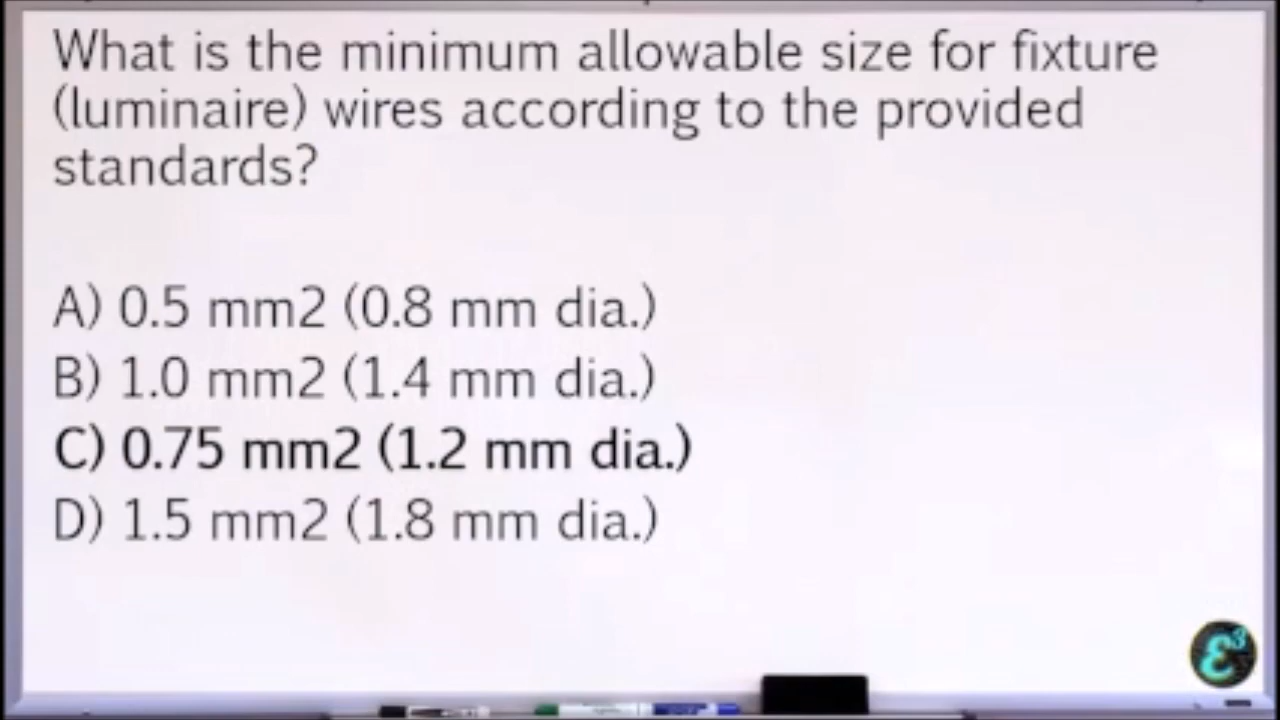 What is the minimum allowable size for fixture
(luminaire) wires according to the provided
standards?
A) 0.5 mm2 (0.8 mm dia.)
B) 1.0 mm2 (1.4 mm dia.)
C) 0.75 mm2 (1.2 mm dia.)
D) 1.5 mm2 (1.8 mm dia.)
ε3